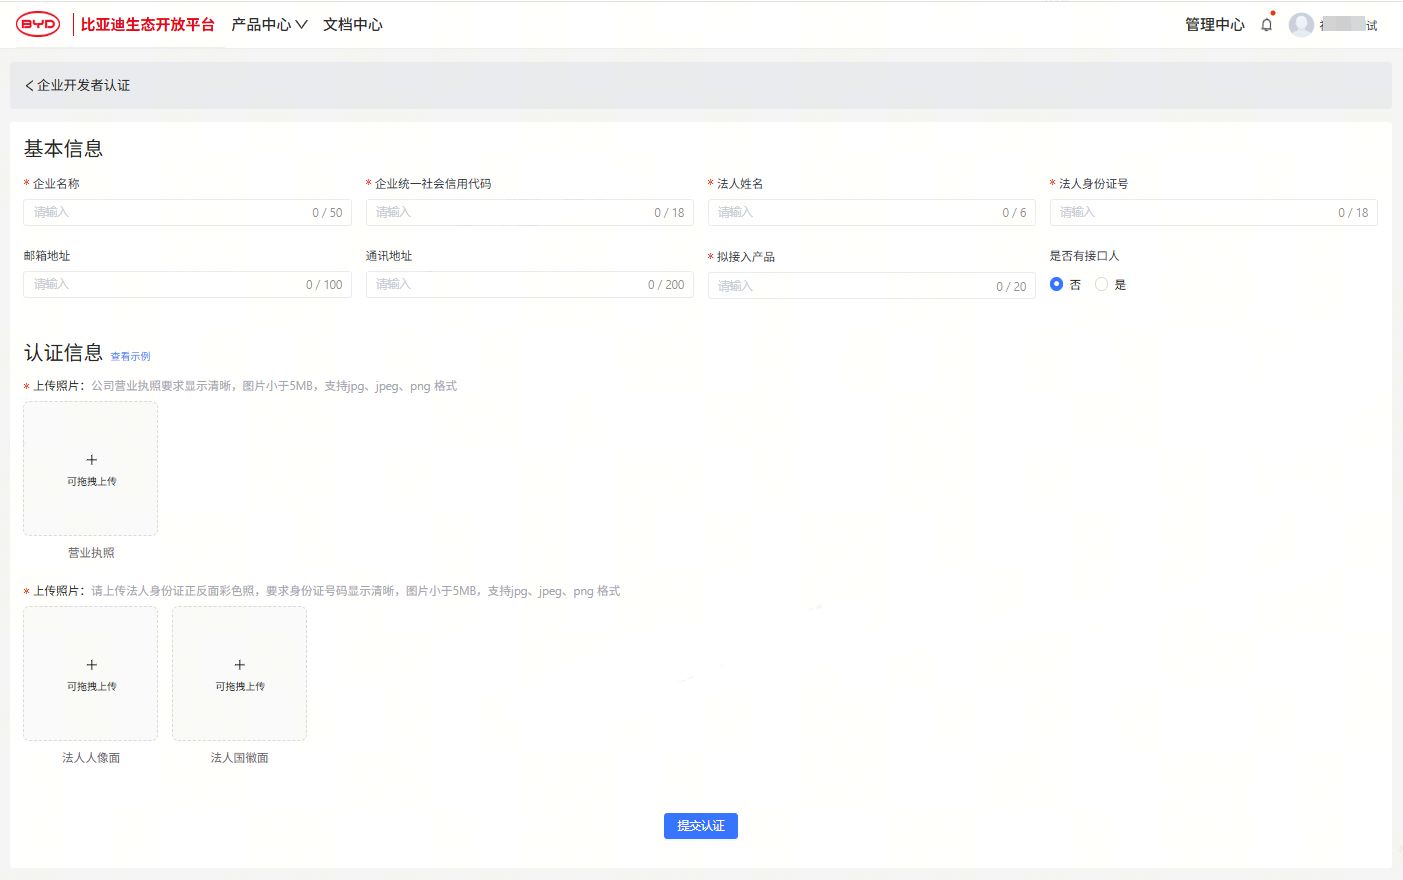 BYD 比亚迪生态开放平台 产品中心 文档中心 管理中心 试
企业开发者认证
基本信息
* 企业名称 * 企业统一社会信用代码 * 法人姓名 * 法人身份证号
请输入 0 / 50 请输入 0 / 18 请输入 0 / 6 请输入 0 / 18
邮箱地址 通讯地址 * 拟接入产品 是否有接口人
请输入 0 / 100 请输入 0 / 200 请输入 0 / 20 否 是
认证信息 查看示例
* 上传照片：公司营业执照要求显示清晰，图片小于5MB，支持jpg、jpeg、png 格式
可拖拽上传
营业执照
* 上传照片：请上传法人身份证正反面彩色照，要求身份证号码显示清晰，图片小于5MB，支持jpg、jpeg、png 格式
可拖拽上传 可拖拽上传
法人人像面 法人国徽面
提交认证